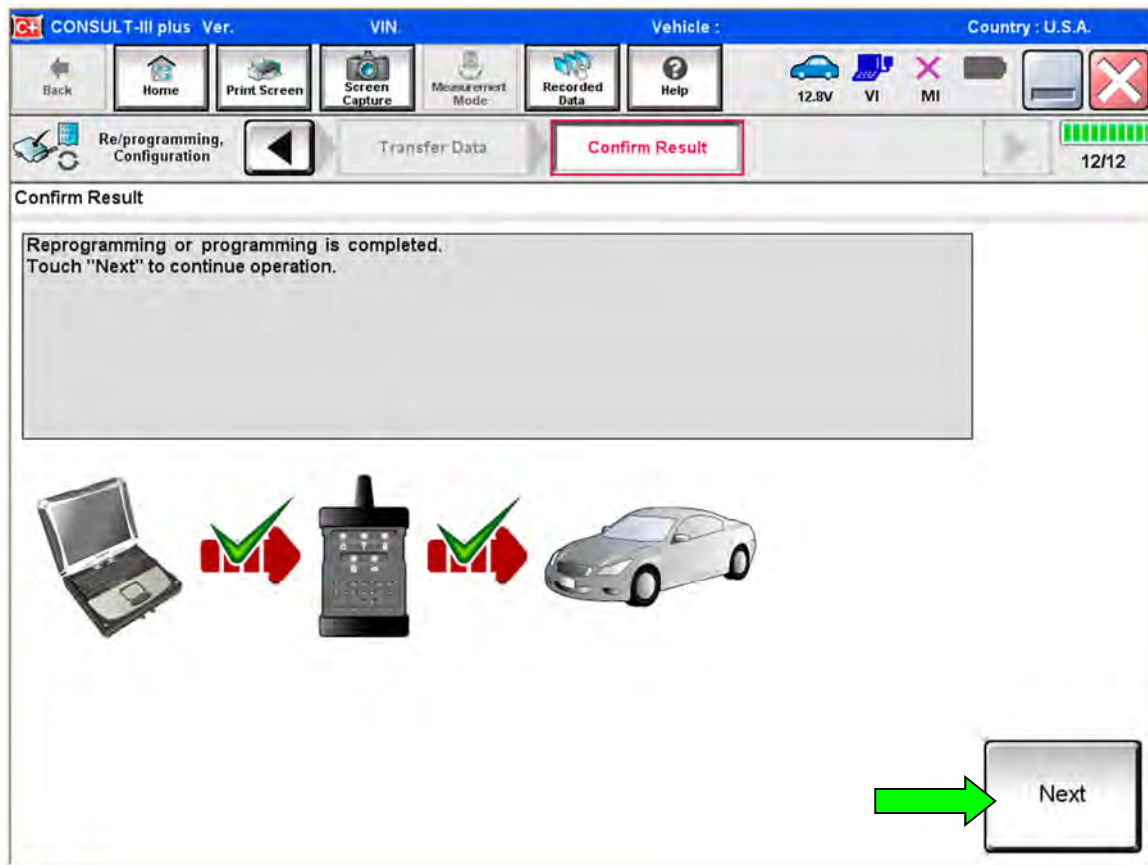 C+ CONSULT-III plus Ver. VIN: Vehicle : Country : U.S.A.
Back
Home
Print Screen
Screen
Capture
Measurement
Mode
Recorded
Data
Help
12.8V VI MI
Re/programming,
Configuration
Transfer Data
Confirm Result
12/12
Confirm Result
Reprogramming or programming is completed.
Touch "Next" to continue operation.
Next